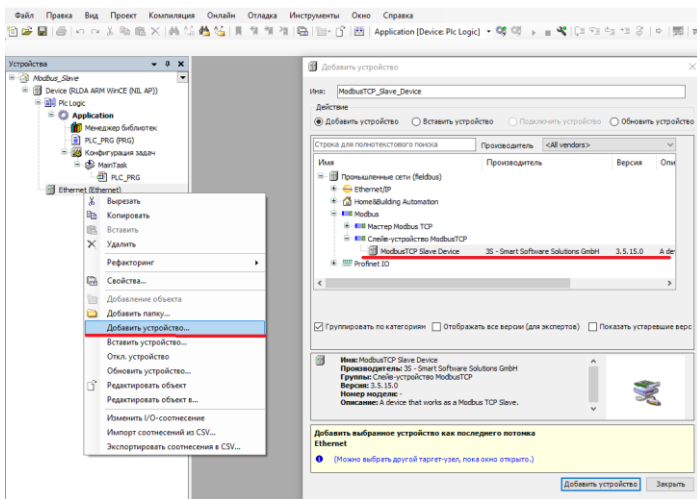 Файл Правка Вид Проект Компиляция Онлайн Отладка Инструменты Окно Справка
Application [Device: Plc Logic]
Устройства
Modbus_Slave
Device (RLDA ARM WinCE (NIL AP))
Plc Logic
Application
Менеджер библиотек
PLC_PRG (PRG)
Конфигурация задач
MainTask
PLC_PRG
Ethernet (Ethernet)
Вырезать
Копировать
Вставить
Удалить
Рефакторинг
Свойства...
Добавление объекта
Добавить папку...
Добавить устройство...
Вставить устройство...
Откл. устройство
Обновить устройство...
Редактировать объект
Редактировать объект в...
Изменить I/O-соотнесение
Импорт соотнесений из CSV...
Экспортировать соотнесения в CSV...
Добавить устройство
Имя: ModbusTCP_Slave_Device
Действие
Добавить устройство Вставить устройство Подключить устройство Обновить устройство
Строка для полнотекстового поиска Производитель <All vendors>
Имя Производитель Версия Опи
Промышленные сети (fieldbus)
Ethernet/IP
Home&Building Automation
Modbus
Мастер Modbus TCP
Слейв-устройство ModbusTCP
ModbusTCP Slave Device 3S - Smart Software Solutions GmbH 3.5.15.0 A de
Profinet IO
Группировать по категориям Отображать все версии (для экспертов) Показать устаревшие верс
Имя: ModbusTCP Slave Device
Производитель: 3S - Smart Software Solutions GmbH
Группы: Слейв-устройство ModbusTCP
Версия: 3.5.15.0
Номер модели: -
Описание: A device that works as a Modbus TCP Slave.
Добавить выбранное устройство как последнего потомка
Ethernet
(Можно выбрать другой таргет-узел, пока окно открыто.)
Добавить устройство Закрыть